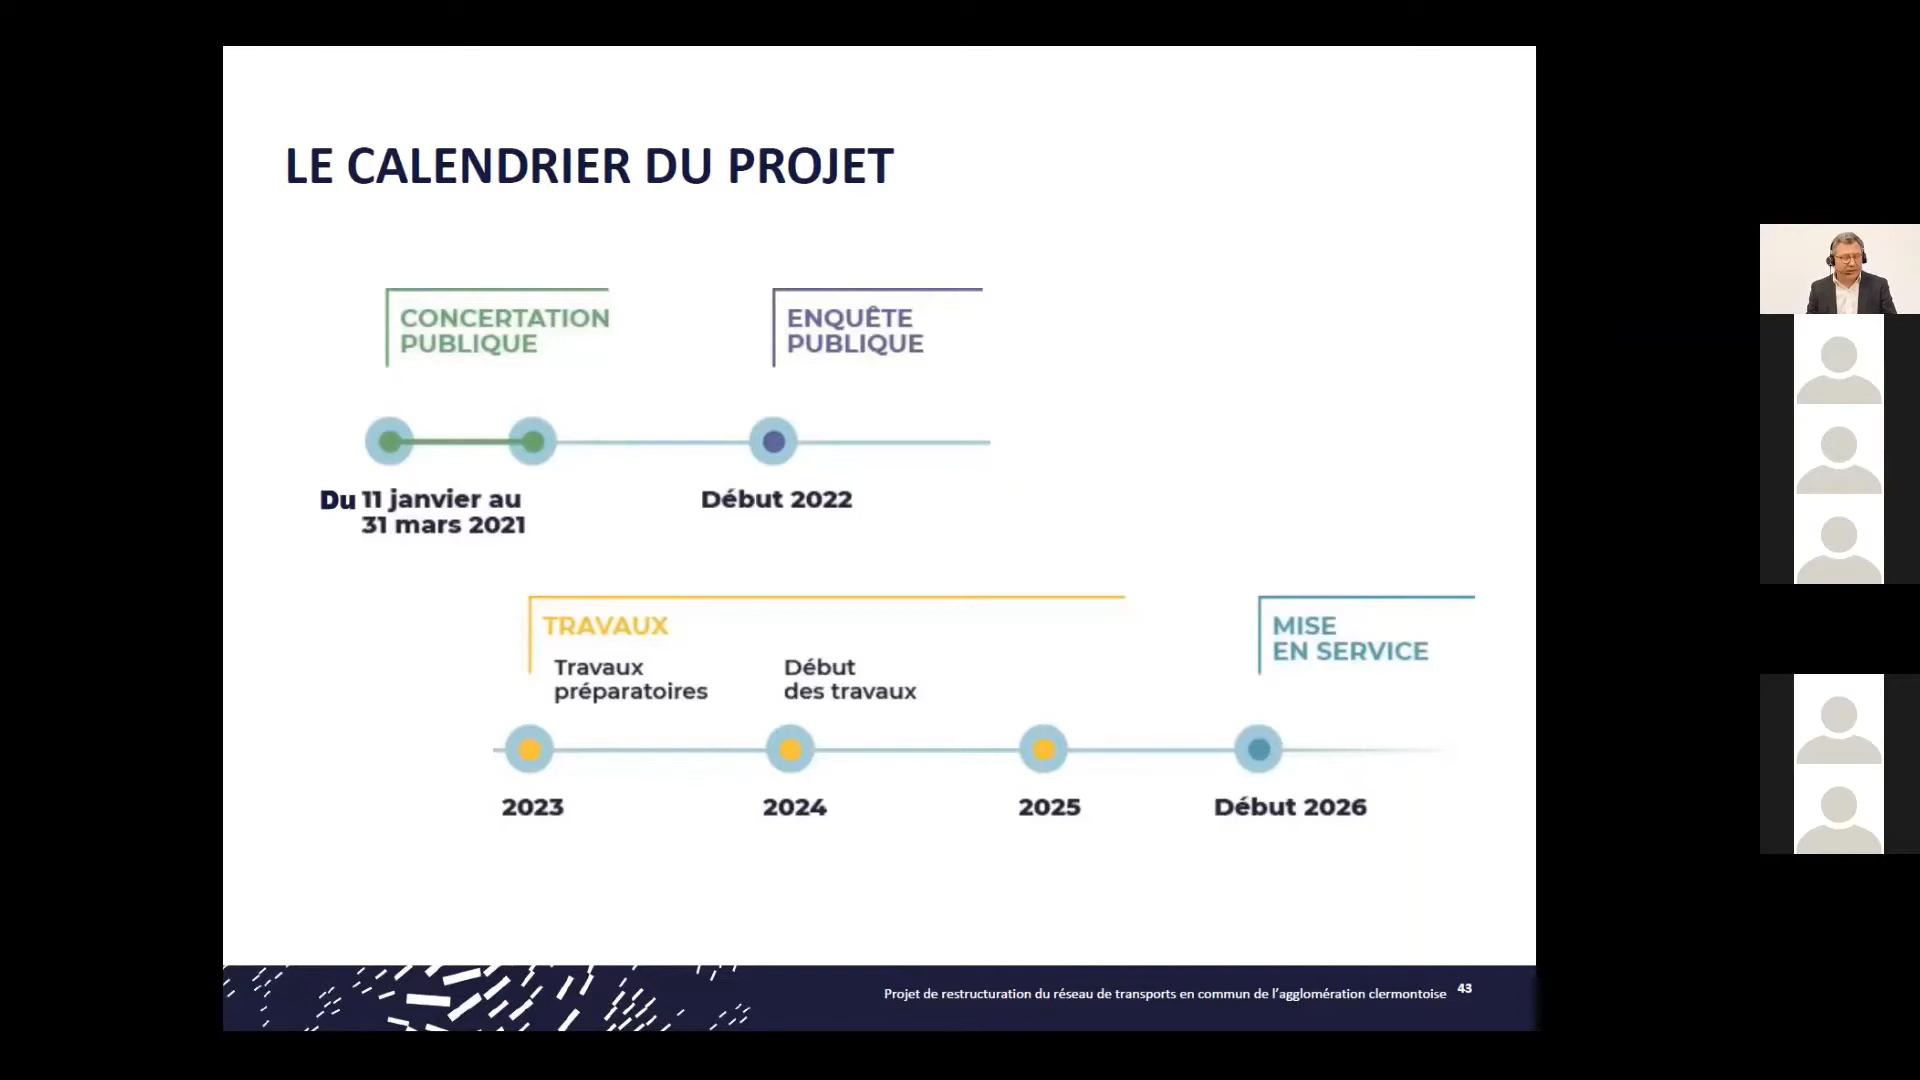 LE CALENDRIER DU PROJET
CONCERTATION
PUBLIQUE
ENQUÊTE
PUBLIQUE
Du 11 janvier au
31 mars 2021
Début 2022
TRAVAUX
Travaux
préparatoires
Début
des travaux
MISE
EN SERVICE
2023
2024
2025
Début 2026
Projet de restructuration du réseau de transports en commun de l'agglomération clermontoise 43